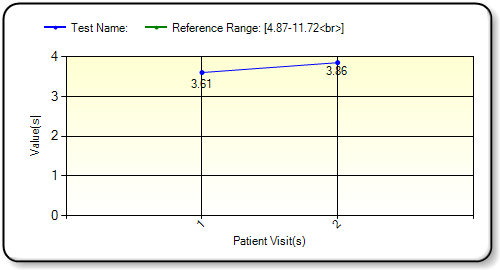 Test Name: Reference Range: [4.87-11.72<br>]
4
3.86
3.61
3
2
1
0
Value(s)
1 2
Patient Visit(s)